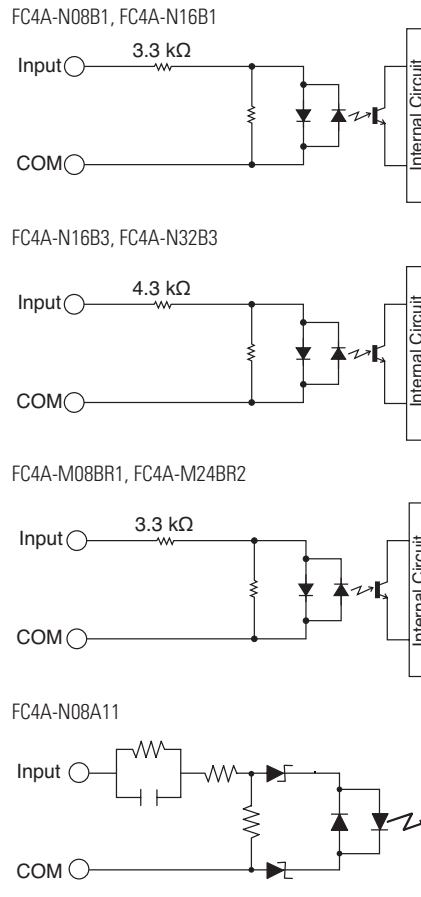 FC4A-N08B1, FC4A-N16B1
Input
3.3 kΩ
COM
Internal Circuit
FC4A-N16B3, FC4A-N32B3
Input
4.3 kΩ
COM
Internal Circuit
FC4A-M08BR1, FC4A-M24BR2
Input
3.3 kΩ
COM
Internal Circuit
FC4A-N08A11
Input
COM